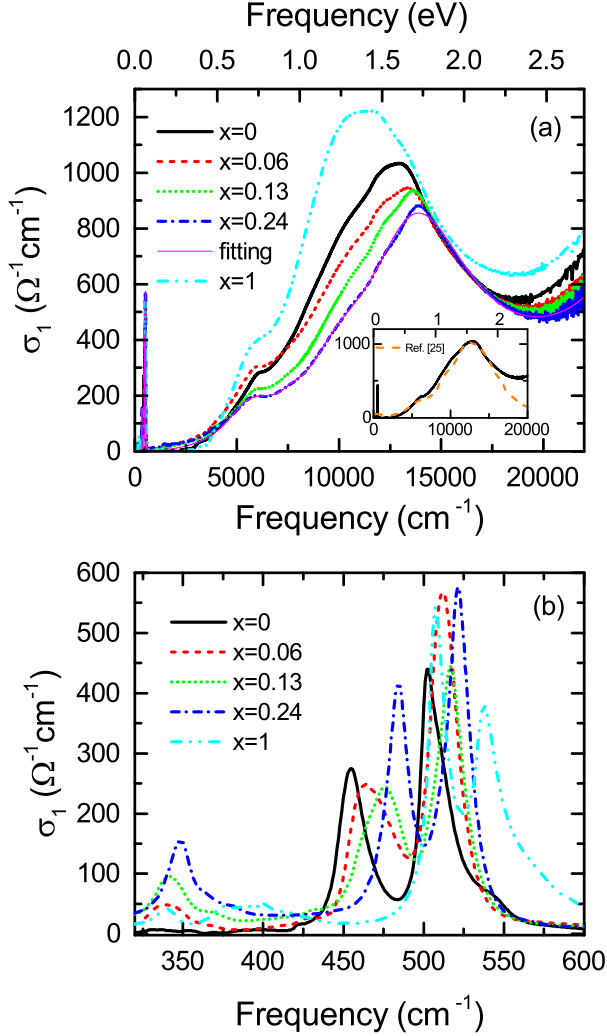 Frequency (eV)
0.0 0.5 1.0 1.5 2.0 2.5
(a)
x=0
x=0.06
x=0.13
x=0.24
fitting
x=1
1200
1000
800
600
400
200
0
σ₁ (Ω⁻¹cm⁻¹)
0 1 2
1000
0
Ref. [25]
0 10000 20000
0 5000 10000 15000 20000
Frequency (cm⁻¹)
(b)
x=0
x=0.06
x=0.13
x=0.24
x=1
600
500
400
300
200
100
0
σ₁ (Ω⁻¹cm⁻¹)
350 400 450 500 550 600
Frequency (cm⁻¹)